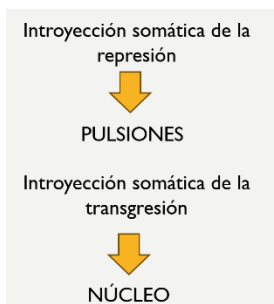 Introyección somática de la
represión
PULSIONES
Introyección somática de la
transgresión
NÚCLEO